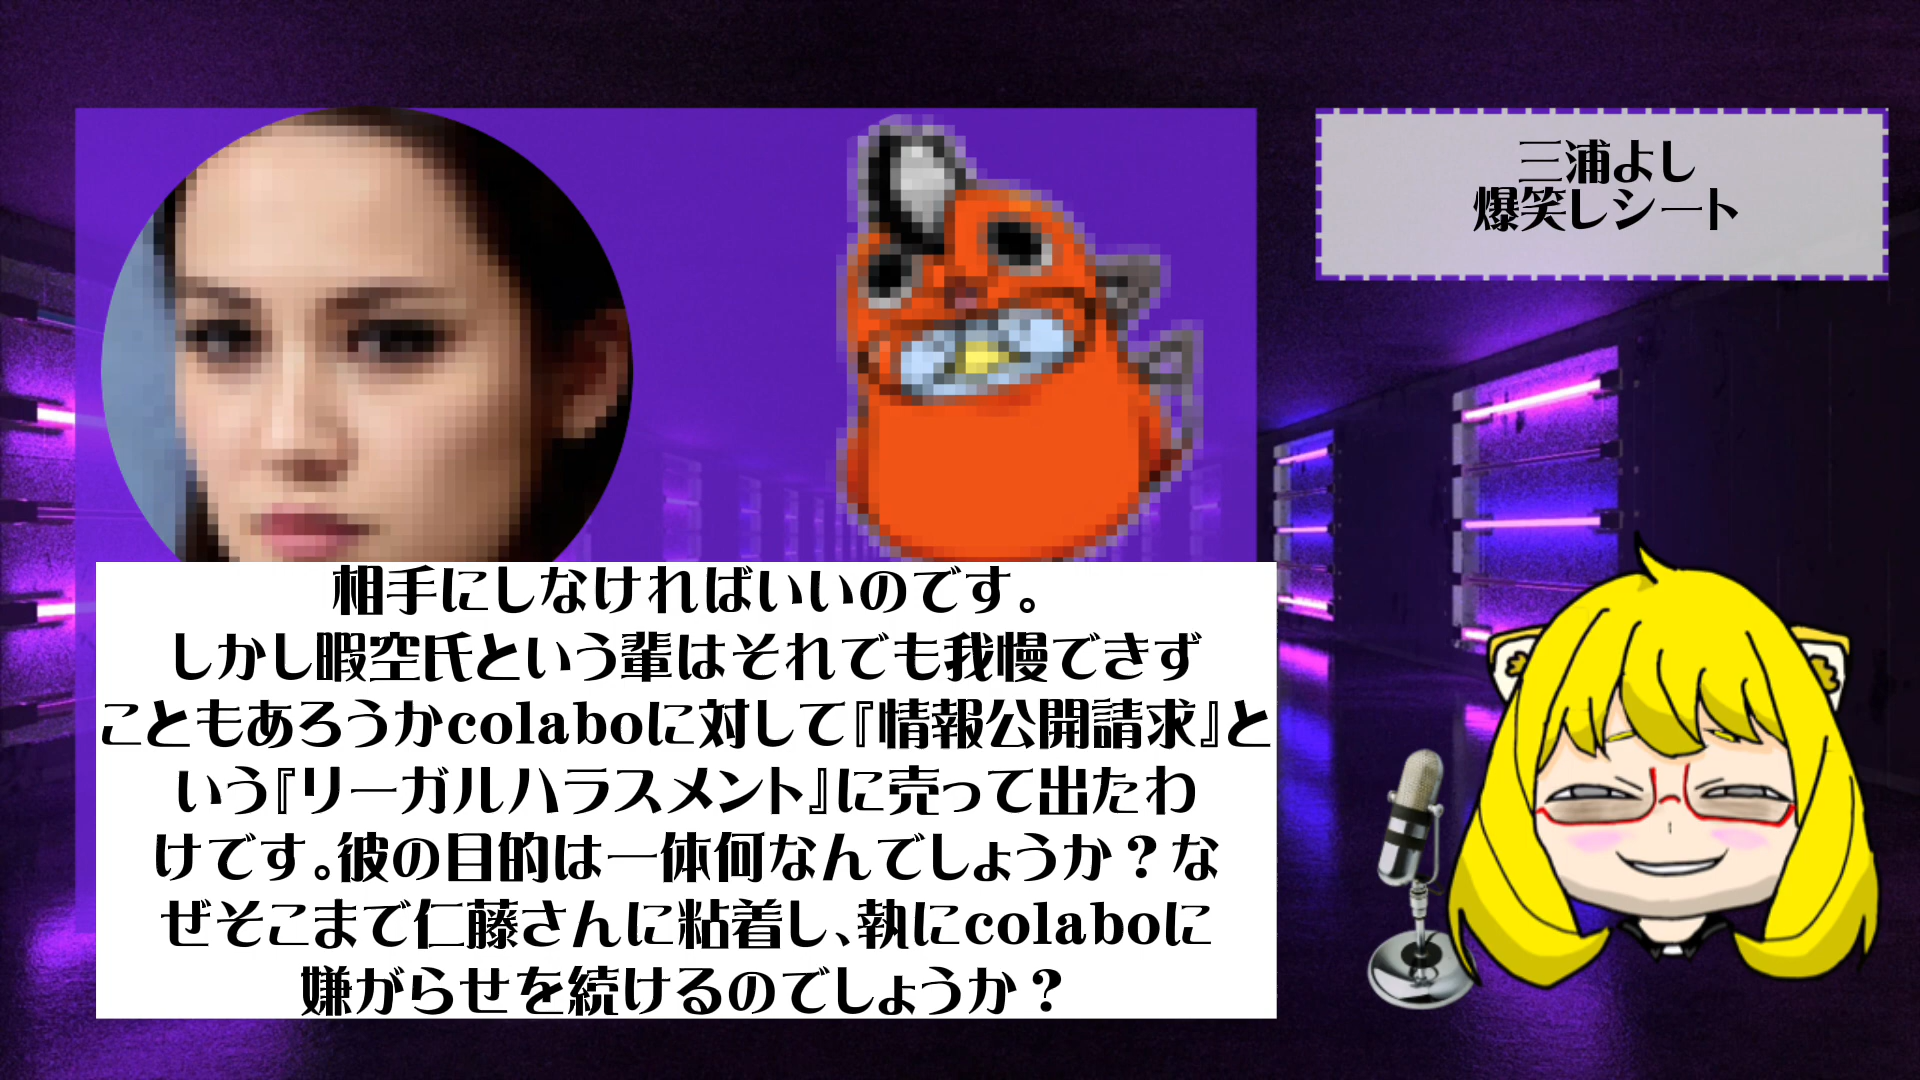 三浦よし
爆笑しシート
相手にしなければいいのです。
しかし暇空氏という輩はそれでも我慢できず
こともあろうかcolaboに対して『情報公開請求』と
いう『リーガルハラスメント』に売って出たわ
けです。彼の目的は一体何なんでしょうか？な
ぜそこまで仁藤さんに粘着し、執にcolaboに
嫌がらせを続けるのでしょうか？